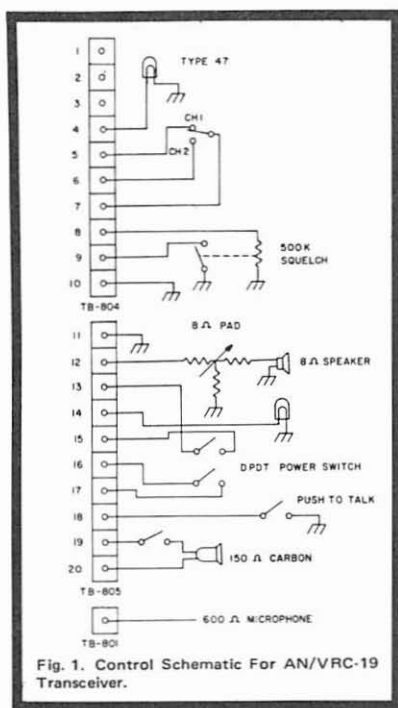 1
TYPE 47
2
3
4
CH1
5
CH2
6
7
8
500K
SQUELCH
9
10
TB-804
8 Ω PAD
11
12
8 Ω SPEAKER
13
14
15
DPDT POWER SWITCH
16
17
PUSH TO TALK
18
19
150 Ω CARBON
20
TB-805
600 Ω MICROPHONE
TB-801
Fig. 1. Control Schematic For AN/VRC-19
Transceiver.